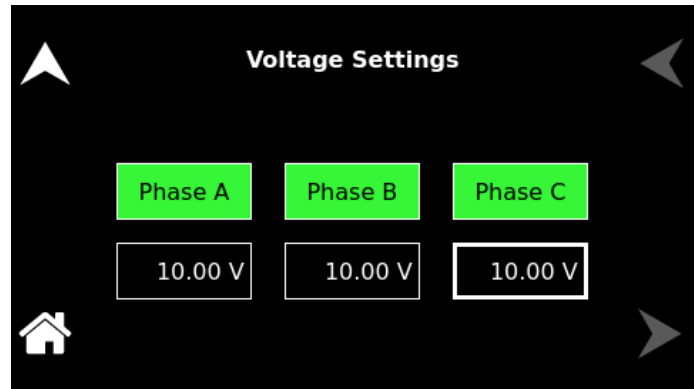 Voltage Settings
Phase A Phase B Phase C
10.00 V 10.00 V 10.00 V